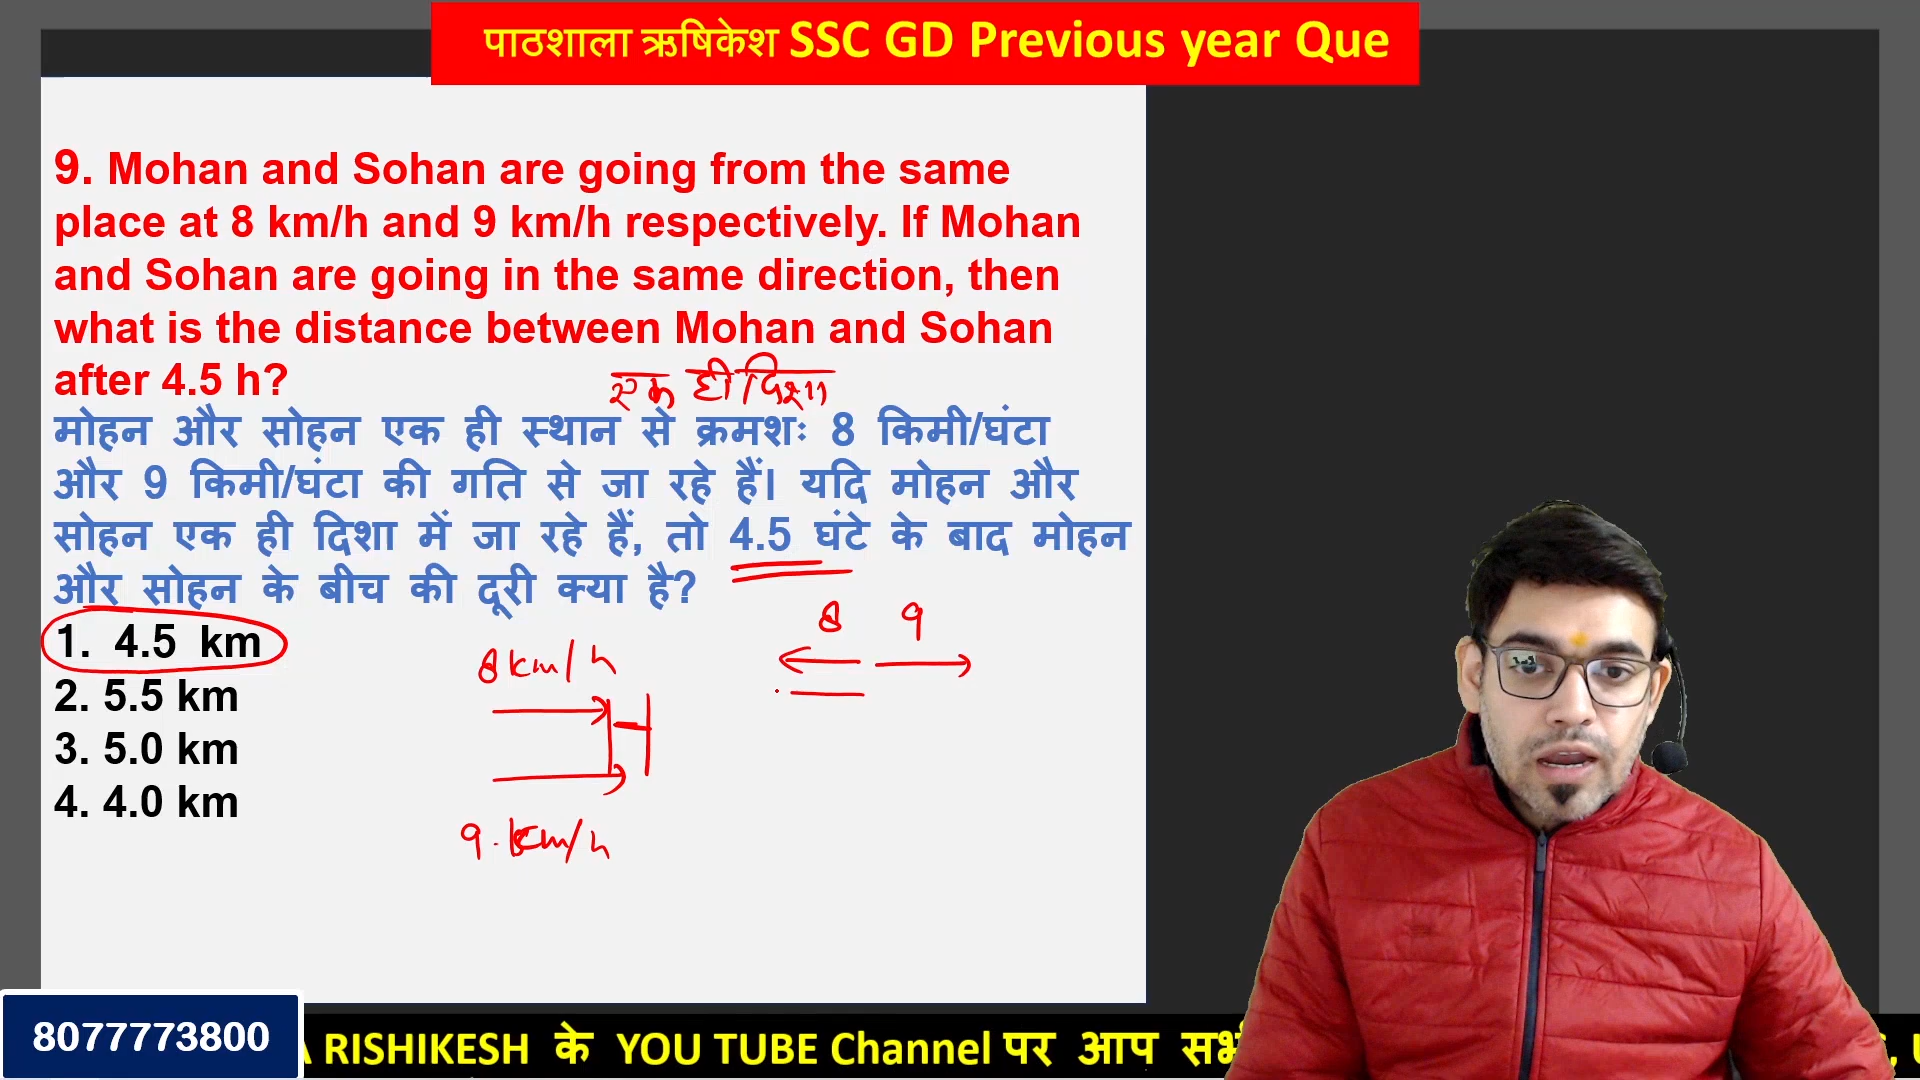 पाठशाला ऋषिकेश SSC GD Previous year Que
9. Mohan and Sohan are going from the same
place at 8 km/h and 9 km/h respectively. If Mohan
and Sohan are going in the same direction, then
what is the distance between Mohan and Sohan
after 4.5 h?
एक ही दिशा
मोहन और सोहन एक ही स्थान से क्रमशः 8 किमी/घंटा
और 9 किमी/घंटा की गति से जा रहे हैं। यदि मोहन और
सोहन एक ही दिशा में जा रहे हैं, तो 4.5 घंटे के बाद मोहन
और सोहन के बीच की दूरी क्या है?
1. 4.5 km
2. 5.5 km
3. 5.0 km
4. 4.0 km
8 9
8 km/h
9 km/h
8077773800
A RISHIKESH के YOU TUBE Channel पर आप सभी